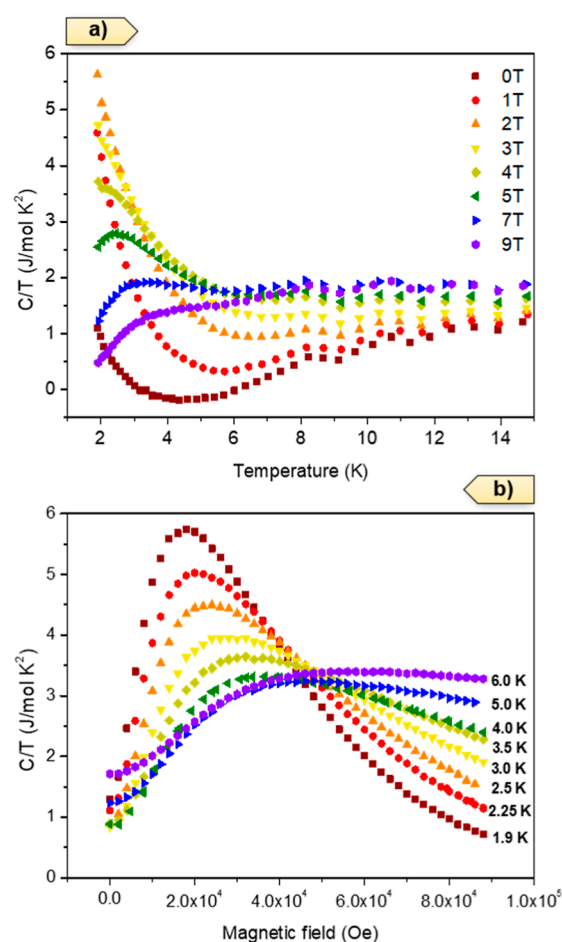 a)
6
5
4
3
2
1
0
C/T (J/mol K²)
0T
1T
2T
3T
4T
5T
7T
9T
2 4 6 8 10 12 14
Temperature (K)
b)
6
5
4
3
2
1
0
C/T (J/mol K²)
6.0 K
5.0 K
4.0 K
3.5 K
3.0 K
2.5 K
2.25 K
1.9 K
0.0 2.0x10⁴ 4.0x10⁴ 6.0x10⁴ 8.0x10⁴ 1.0x10⁵
Magnetic field (Oe)